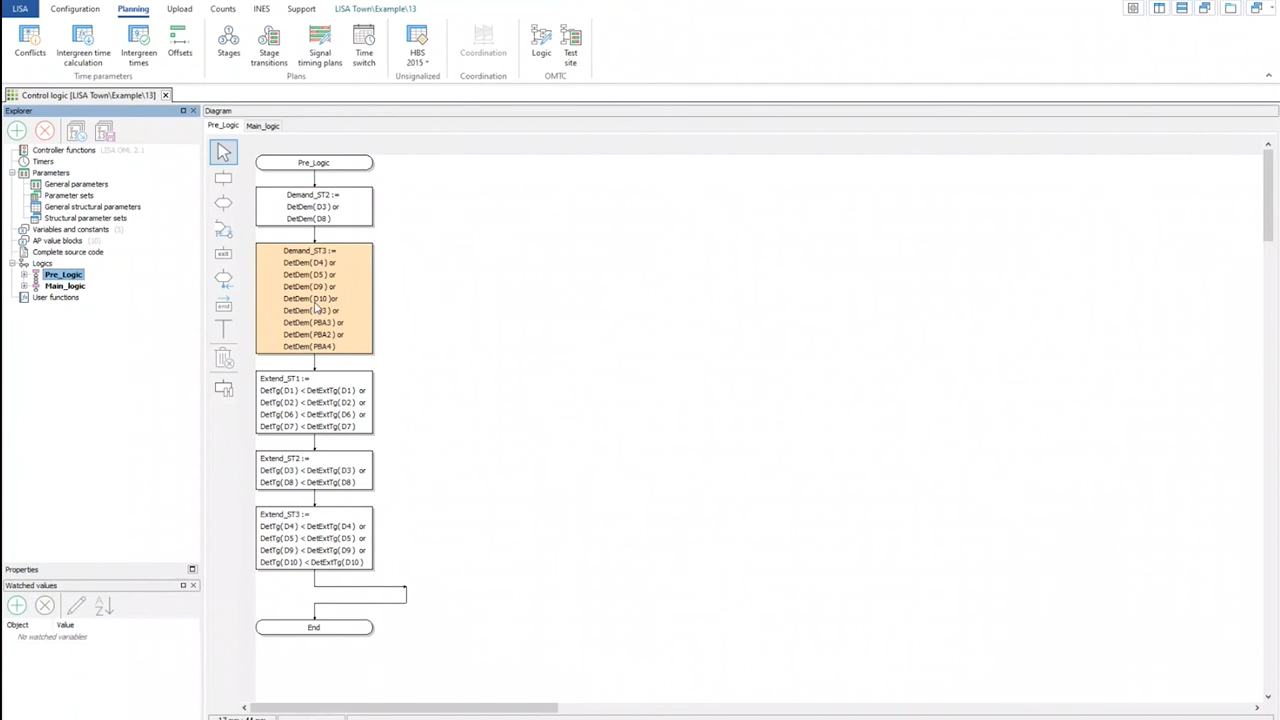 LISA Configuration Planning Upload Counts INES Support LISA Town\Example\13
Conflicts
Intergreen time calculation
Intergreen times
Offsets
Stages
Stage transitions
Signal timing plans
Time switch
HBS 2015
Coordination
Logic
Test site
Time parameters
Plans
Unsignalized
Coordination
OMTC
Control logic [LISA Town\Example\13]
Explorer
Controller functions LISA OML 2.1
Timers
Parameters
General parameters
Parameter sets
General structural parameters
Structural parameter sets
Variables and constants (5)
AP value blocks (10)
Complete source code
Logics
Pre_Logic
Main_logic
User functions
Properties
Watched values
Object Value
No watched variables
Diagram
Pre_Logic Main_logic
exit
end
Pre_Logic
Demand_ST2 :=
DetDem( D3 ) or
DetDem( D8 )
Demand_ST3 :=
DetDem( D4 ) or
DetDem( D5 ) or
DetDem( D9 ) or
DetDem( D10 )or
DetDem( PBA3 ) or
DetDem( PBA2 ) or
DetDem( PBA4 )
Extend_ST1 :=
DetTg( D1 ) < DetExtTg( D1 ) or
DetTg( D2 ) < DetExtTg( D2 ) or
DetTg( D6 ) < DetExtTg( D6 ) or
DetTg( D7 ) < DetExtTg( D7 )
Extend_ST2 :=
DetTg( D3 ) < DetExtTg( D3 ) or
DetTg( D8 ) < DetExtTg( D8 )
Extend_ST3 :=
DetTg( D4 ) < DetExtTg( D4 ) or
DetTg( D5 ) < DetExtTg( D5 ) or
DetTg( D9 ) < DetExtTg( D9 ) or
DetTg( D10 ) < DetExtTg( D10 )
End